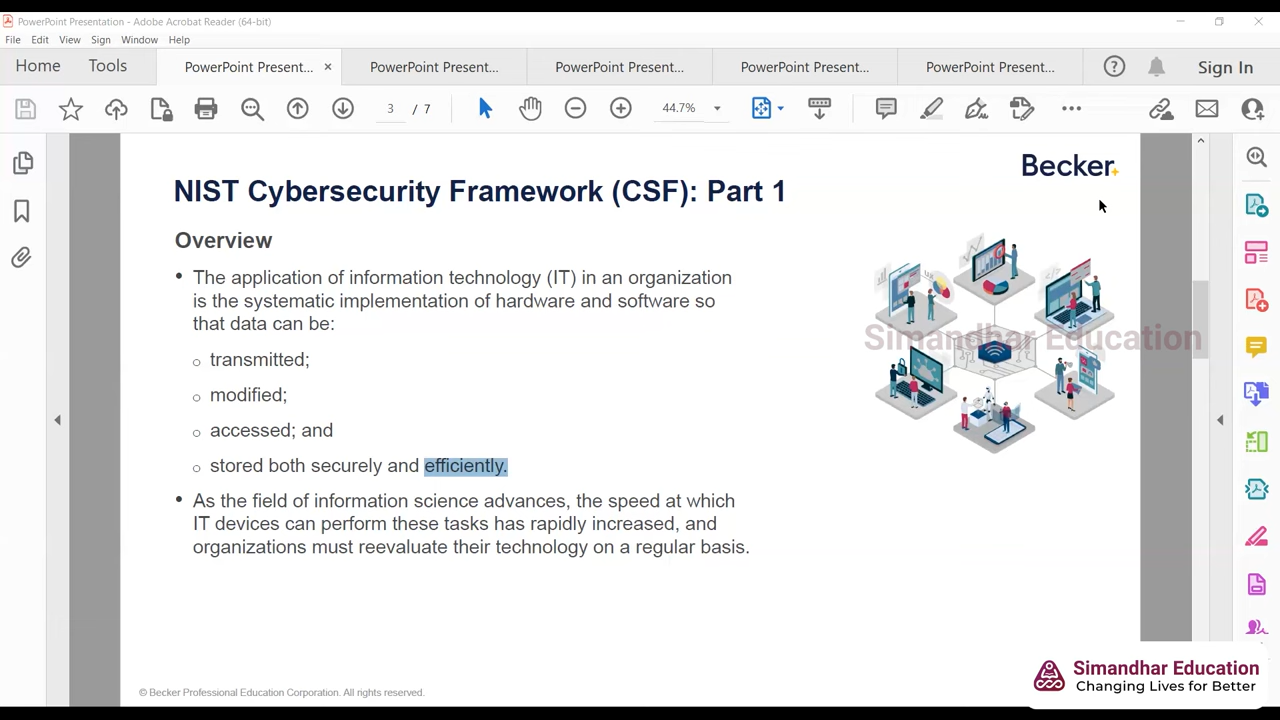 PowerPoint Presentation - Adobe Acrobat Reader (64-bit)
File Edit View Sign Window Help
Home Tools PowerPoint Present... × PowerPoint Present... PowerPoint Present... PowerPoint Present... PowerPoint Present... Sign In
3 / 7 44.7%
Becker
NIST Cybersecurity Framework (CSF): Part 1
Overview
• The application of information technology (IT) in an organization
is the systematic implementation of hardware and software so
that data can be:
o transmitted;
o modified;
o accessed; and
o stored both securely and efficiently.
• As the field of information science advances, the speed at which
IT devices can perform these tasks has rapidly increased, and
organizations must reevaluate their technology on a regular basis.
Simandhar Education
© Becker Professional Education Corporation. All rights reserved.
Simandhar Education
Changing Lives for Better